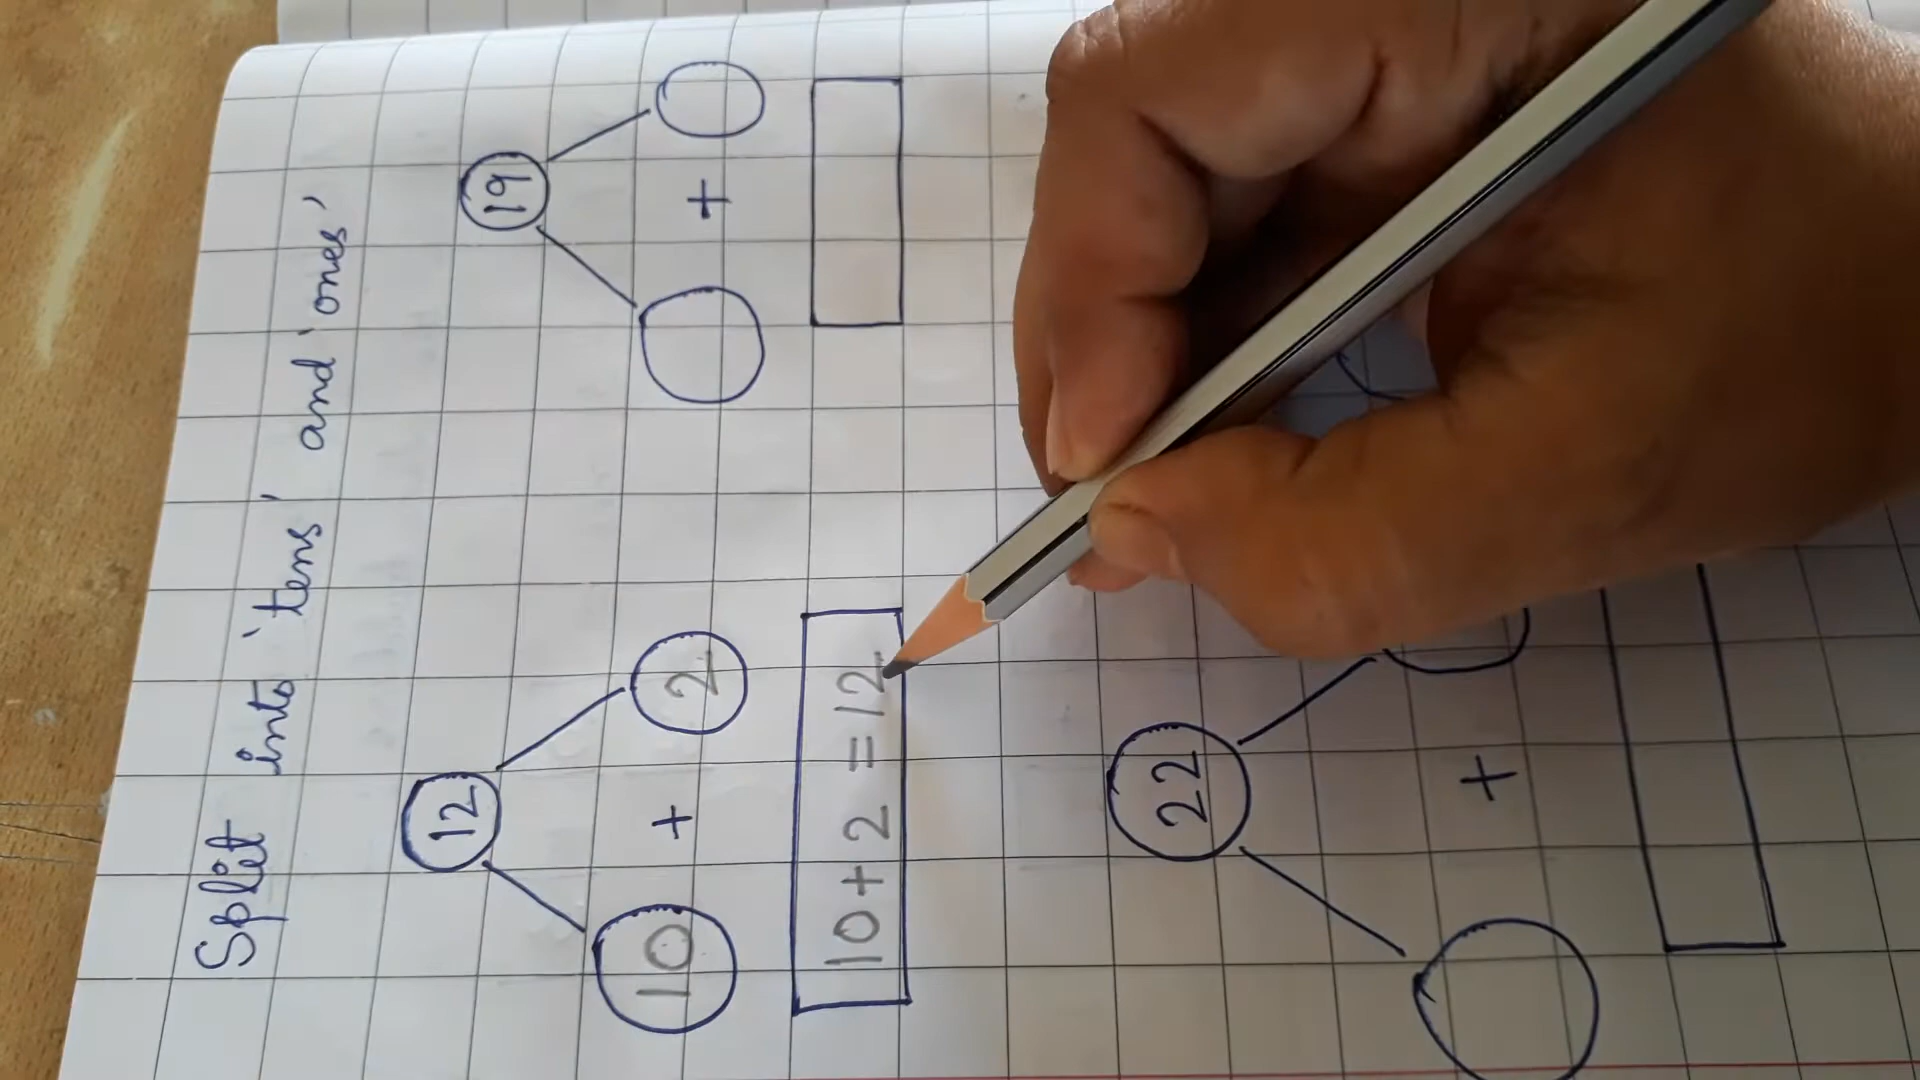 Split into 'tens' and 'ones'
12
10 + 2
10 + 2 = 12
19
+
22
+